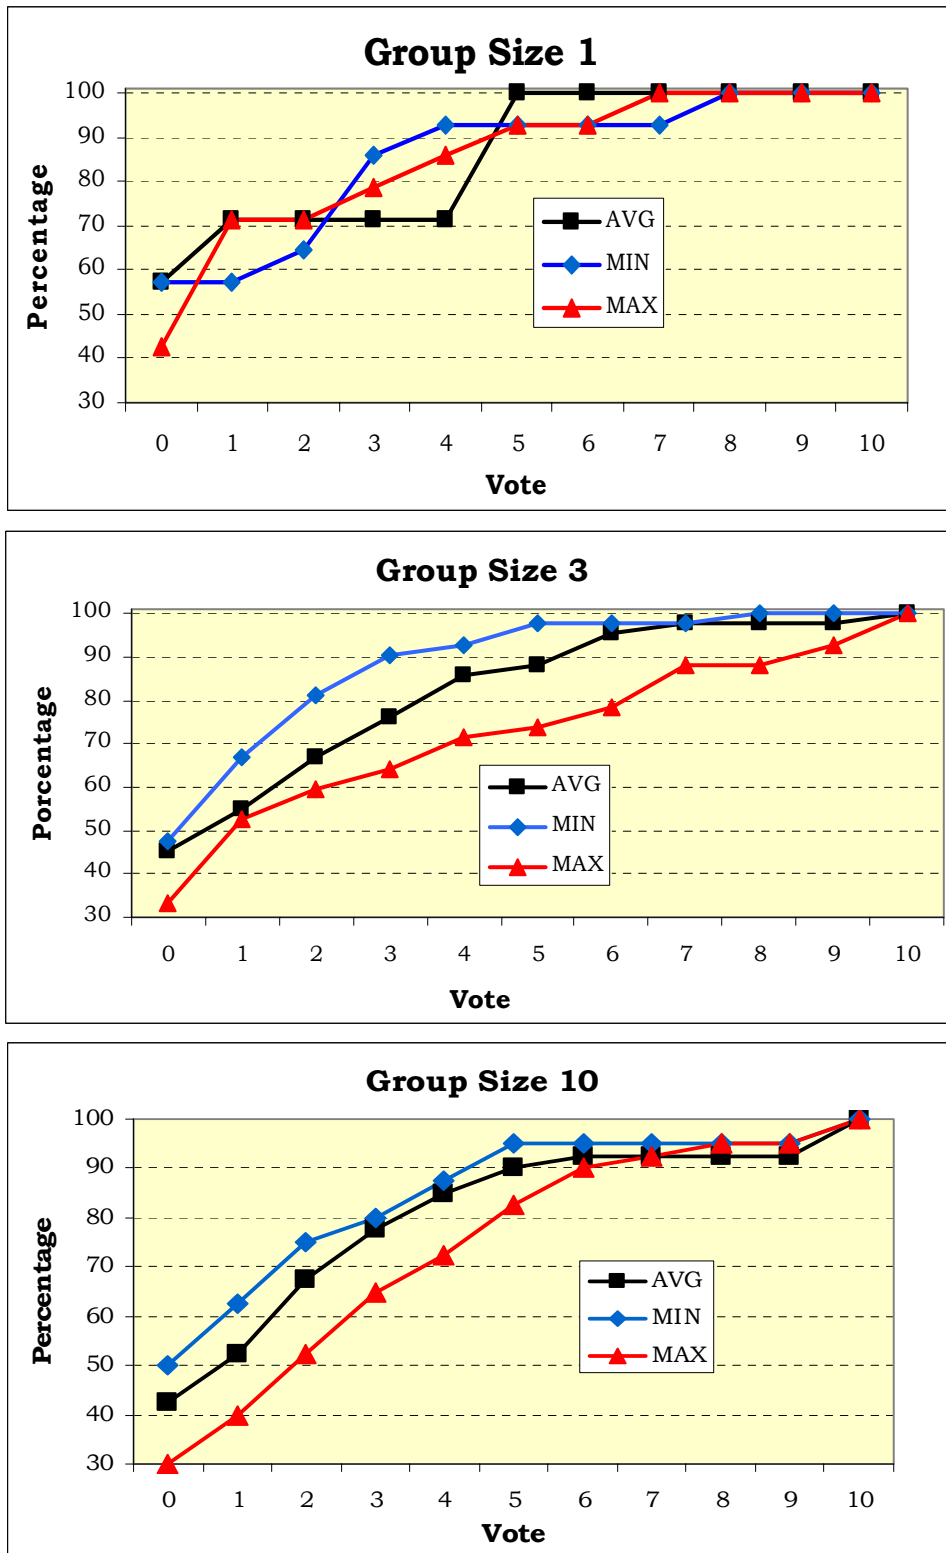 Group Size 1
100
90
80
70
60
50
40
30
Percentage
AVG
MIN
MAX
0 1 2 3 4 5 6 7 8 9 10
Vote
Group Size 3
100
90
80
70
60
50
40
30
Porcentage
AVG
MIN
MAX
0 1 2 3 4 5 6 7 8 9 10
Vote
Group Size 10
100
90
80
70
60
50
40
30
Percentage
AVG
MIN
MAX
0 1 2 3 4 5 6 7 8 9 10
Vote